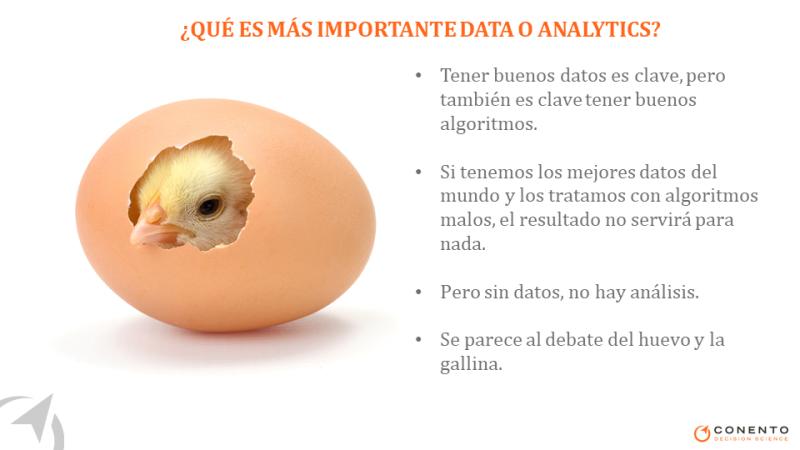 ¿QUÉ ES MÁS IMPORTANTE DATA O ANALYTICS?
• Tener buenos datos es clave, pero
también es clave tener buenos
algoritmos.
• Si tenemos los mejores datos del
mundo y los tratamos con algoritmos
malos, el resultado no servirá para
nada.
• Pero sin datos, no hay análisis.
• Se parece al debate del huevo y la
gallina.
CONENTO
DECISION SCIENCE